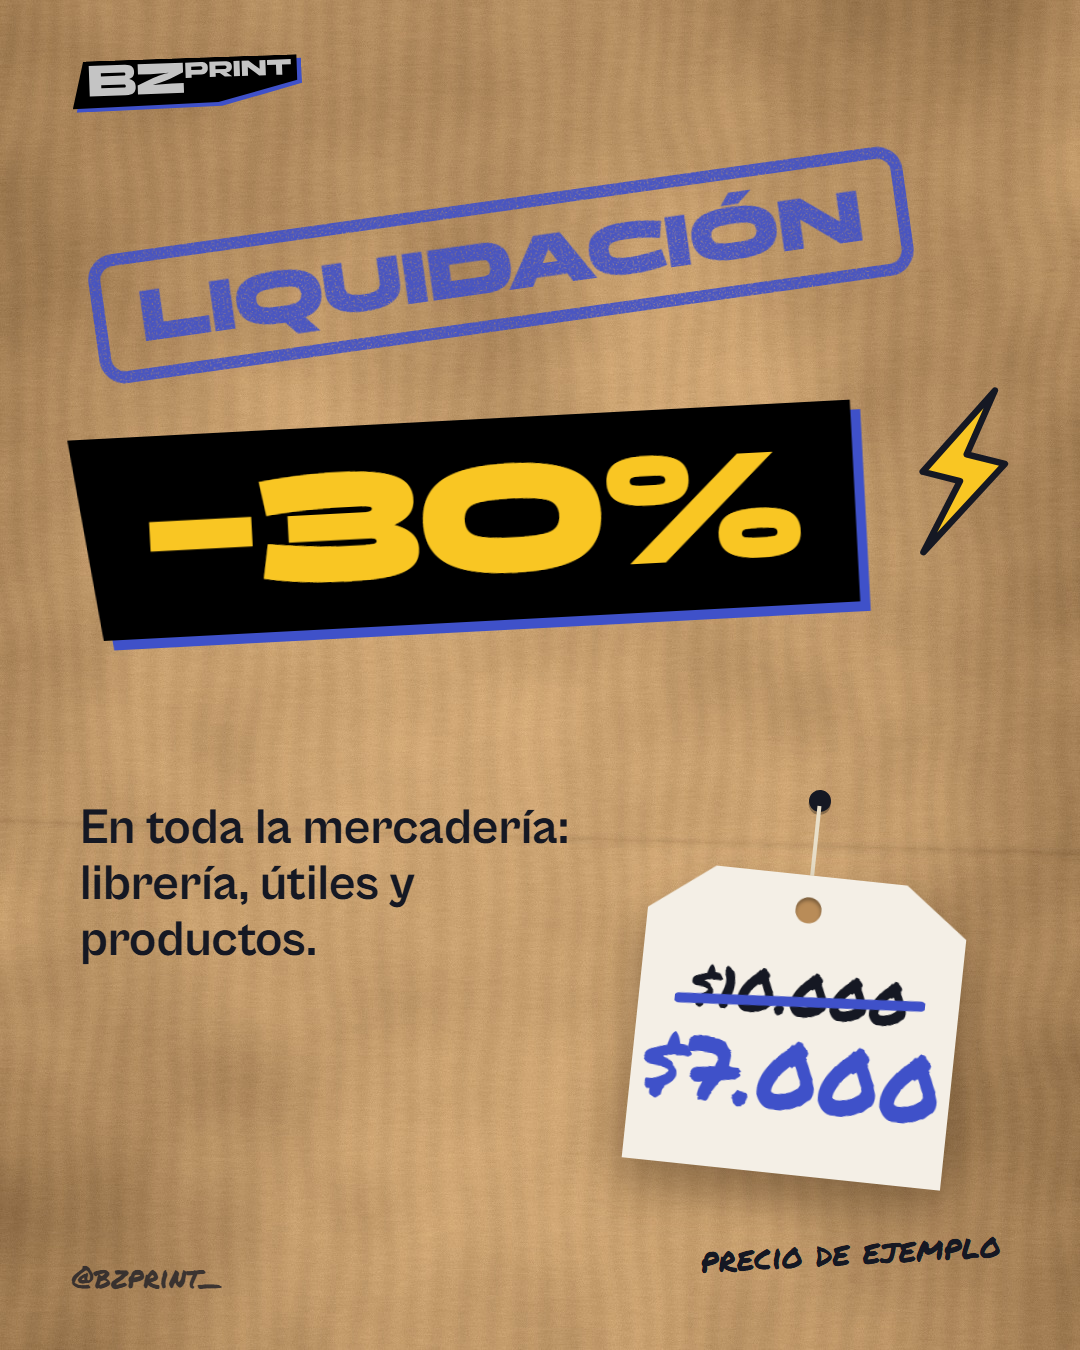 BZPRINT
LIQUIDACIÓN
-30%
En toda la mercadería:
librería, útiles y
productos.
$10.000
$7.000
PRECIO DE EJEMPLO
@BZPRINT_